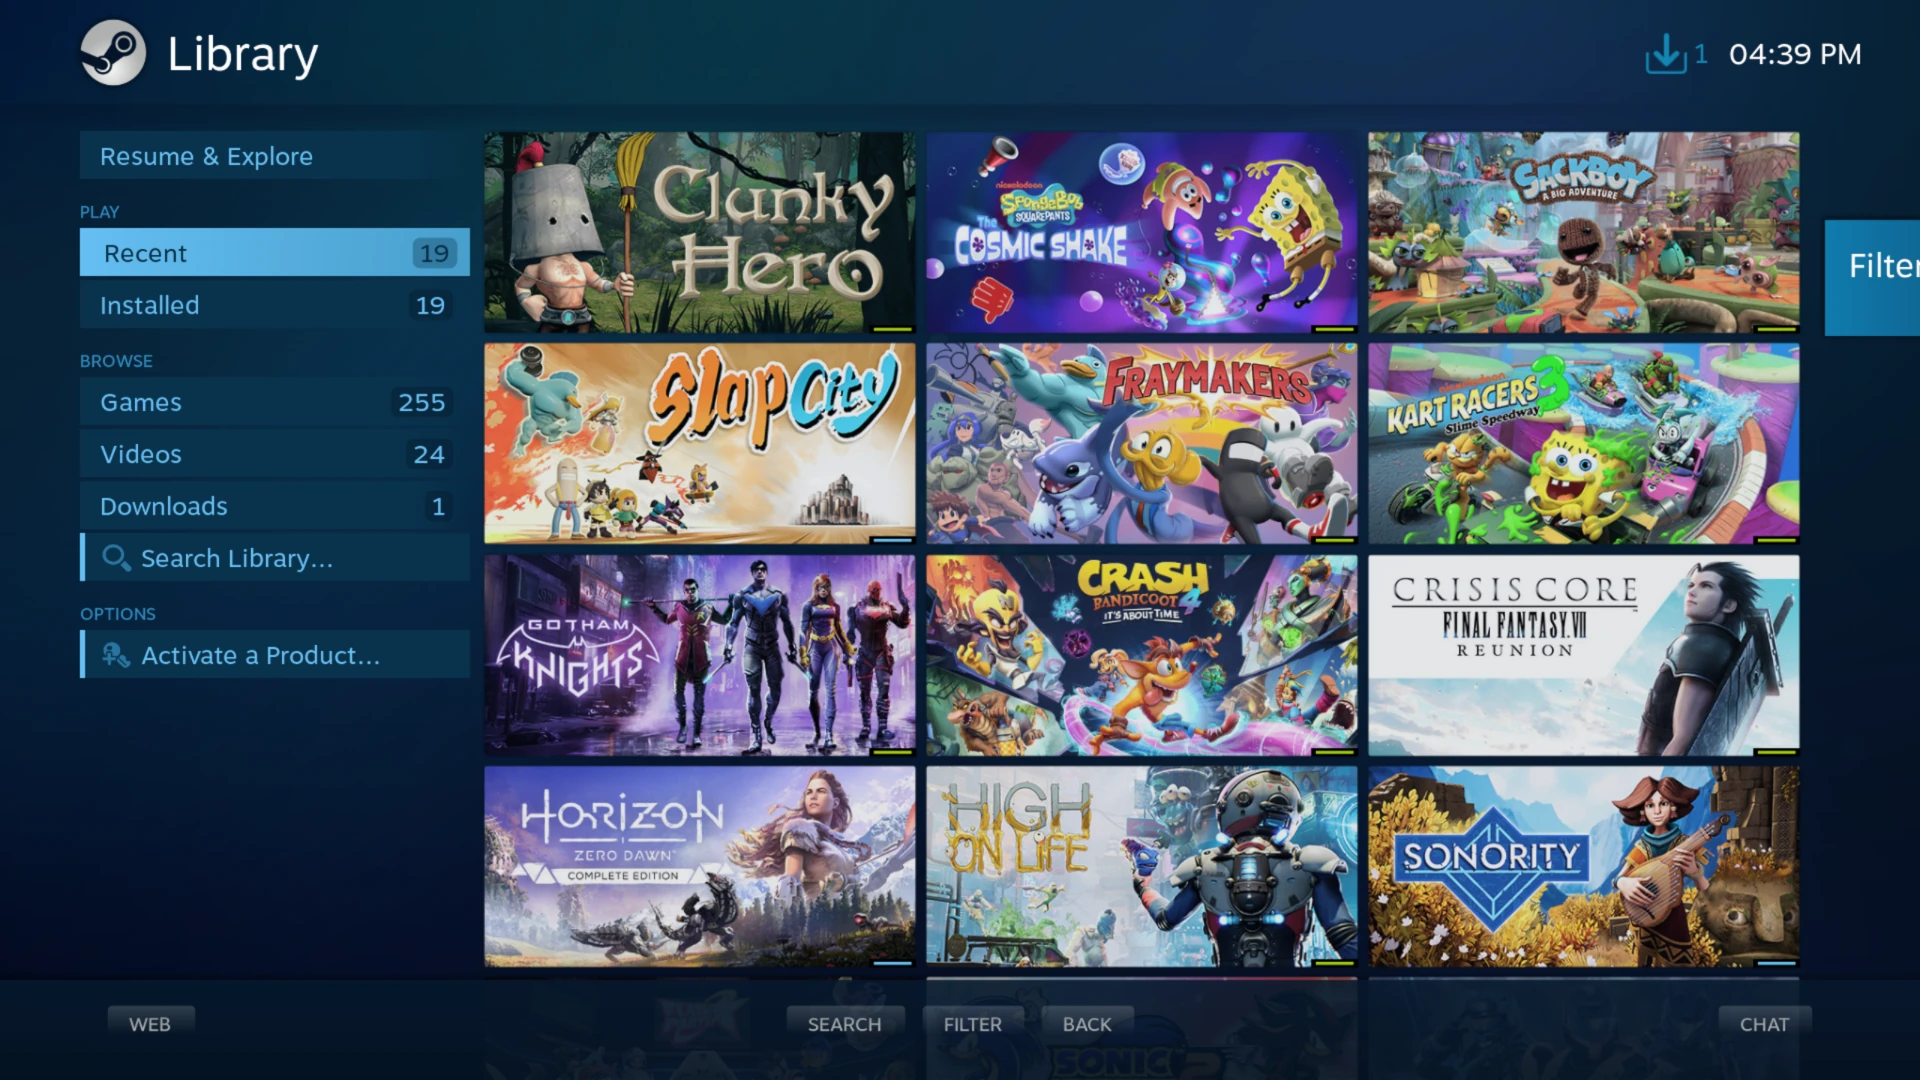 Library
1 04:39 PM
Resume & Explore
PLAY
Recent 19
Installed 19
BROWSE
Games 255
Videos 24
Downloads 1
Search Library...
OPTIONS
Activate a Product...
Clunky
Hero
nickelodeon
SpongeBob
SQUAREPANTS
The
COSMIC SHAKE
SACKBOY
A BIG ADVENTURE
Filter
Slap City
FRAYMAKERS
nickelodeon
KART RACERS 3
Slime Speedway
GOTHAM
KNIGHTS
CRASH
BANDICOOT 4
IT'S ABOUT TIME
CRISIS CORE
FINAL FANTASY VII
REUNION
HORIZON
ZERO DAWN
COMPLETE EDITION
HIGH
ON LIFE
SONORITY
SONIC
WEB
SEARCH
FILTER
BACK
CHAT